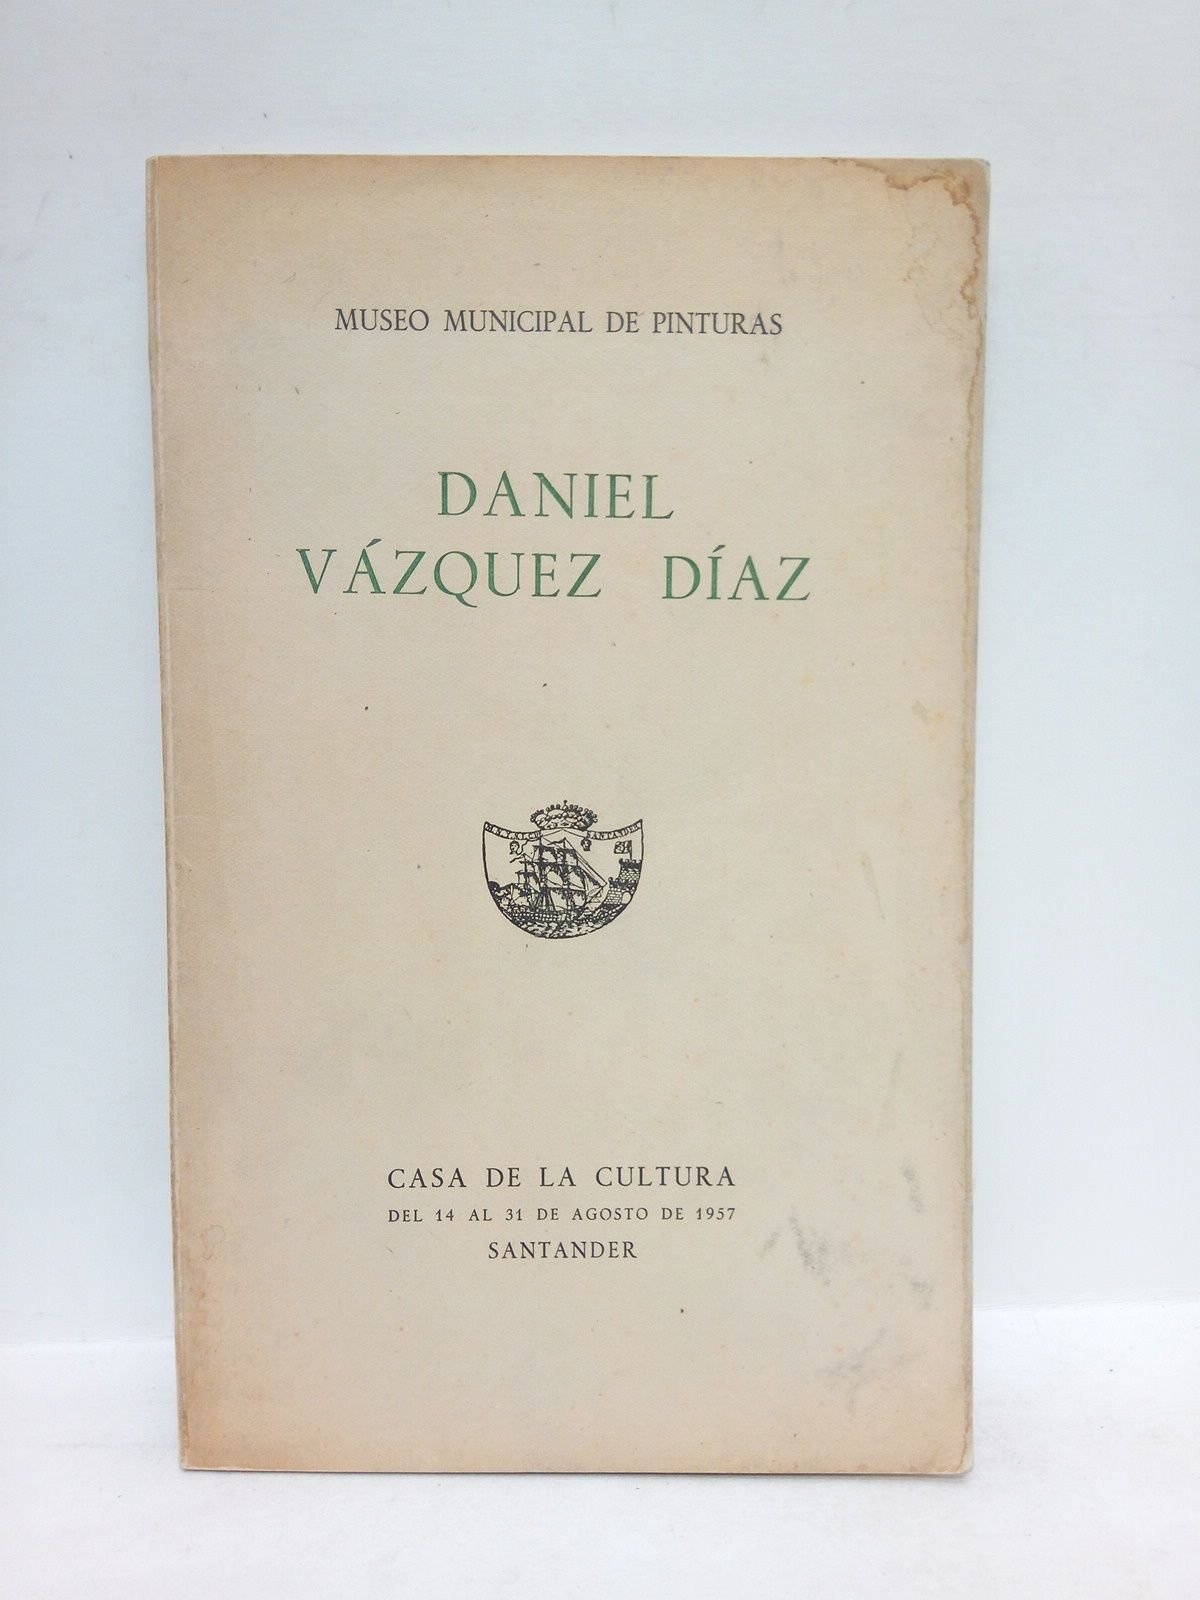 MUSEO MUNICIPAL DE PINTURAS
DANIEL
VÁZQUEZ DÍAZ
SANTANDER
CASA DE LA CULTURA
DEL 14 AL 31 DE AGOSTO DE 1957
SANTANDER